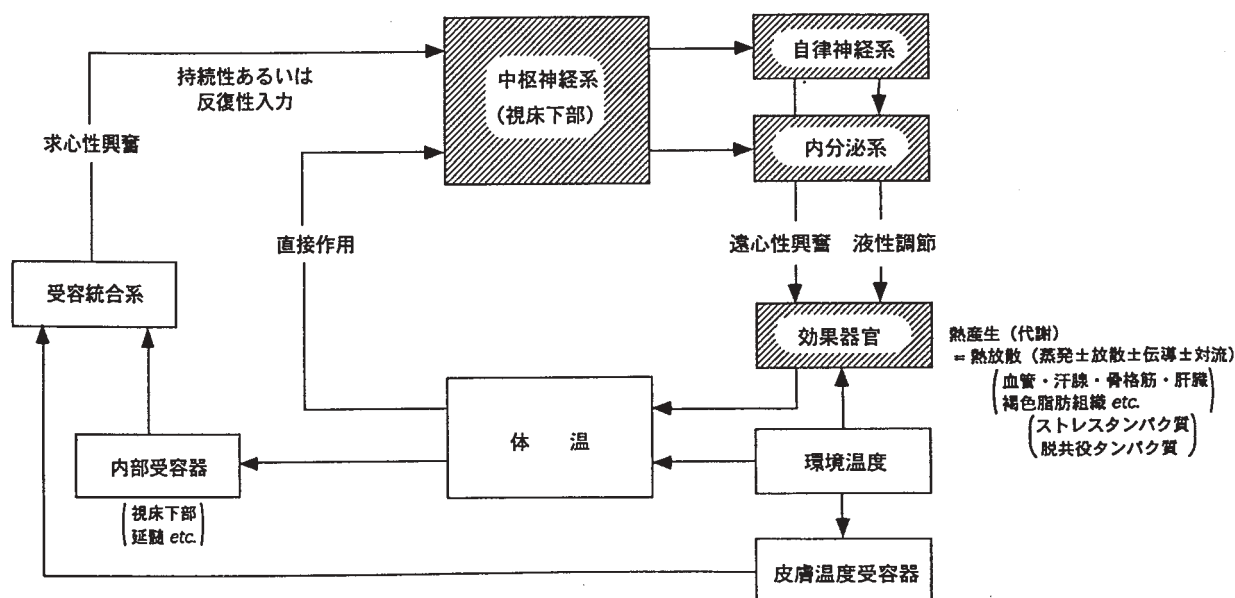 自律神経系
中枢神経系
(視床下部)
持続性あるいは
反復性入力
求心性興奮
内分泌系
直接作用
遠心性興奮
液性調節
受容統合系
効果器官
熱産生（代謝）
＝熱放散（蒸発±放散±伝導±対流）
（血管・汗腺・骨格筋・肝臓
褐色脂肪組織 etc.）
（ストレスタンパク質
脱共役タンパク質）
体 温
内部受容器
環境温度
（視床下部
延髄 etc.）
皮膚温度受容器